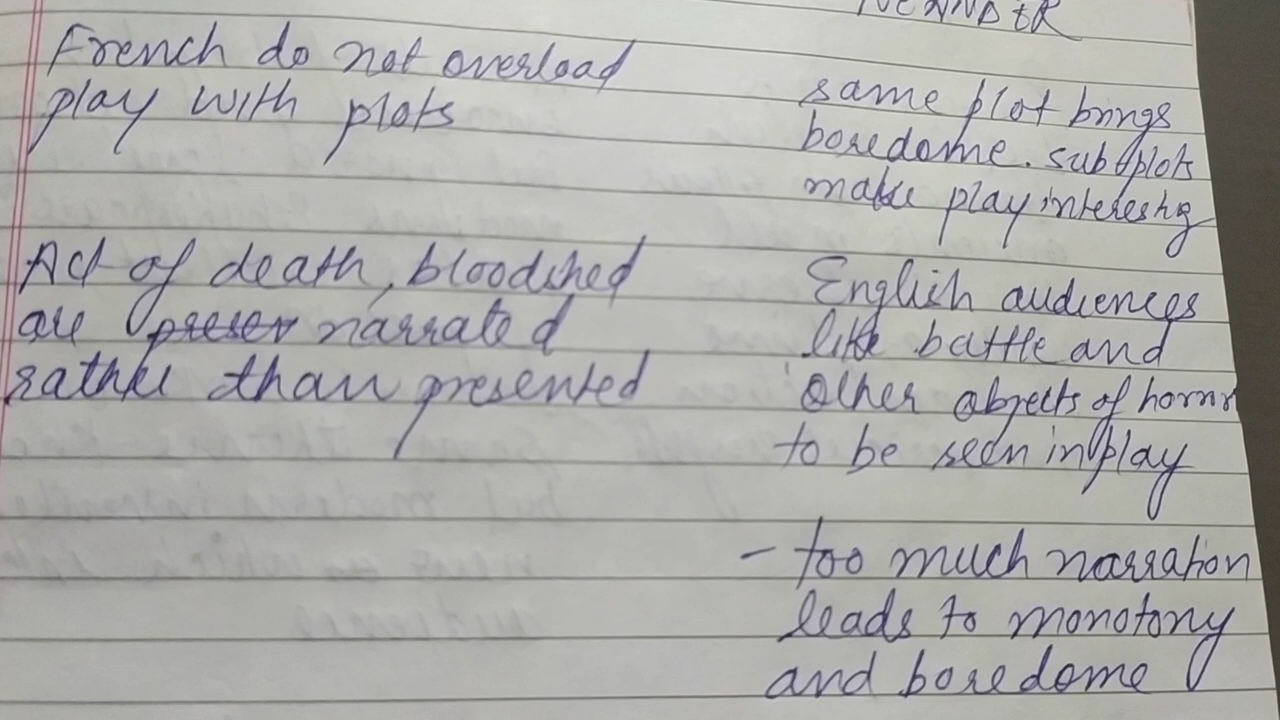 NEANDER
French do not overload
play with plots
same plot brings
boredome. subplots
make play interesting
Act of death, bloodshed
are preser narrated
rather than presented
English audiences
like battle and
other objects of horror
to be seen in play
- too much narration
leads to monotony
and boredome